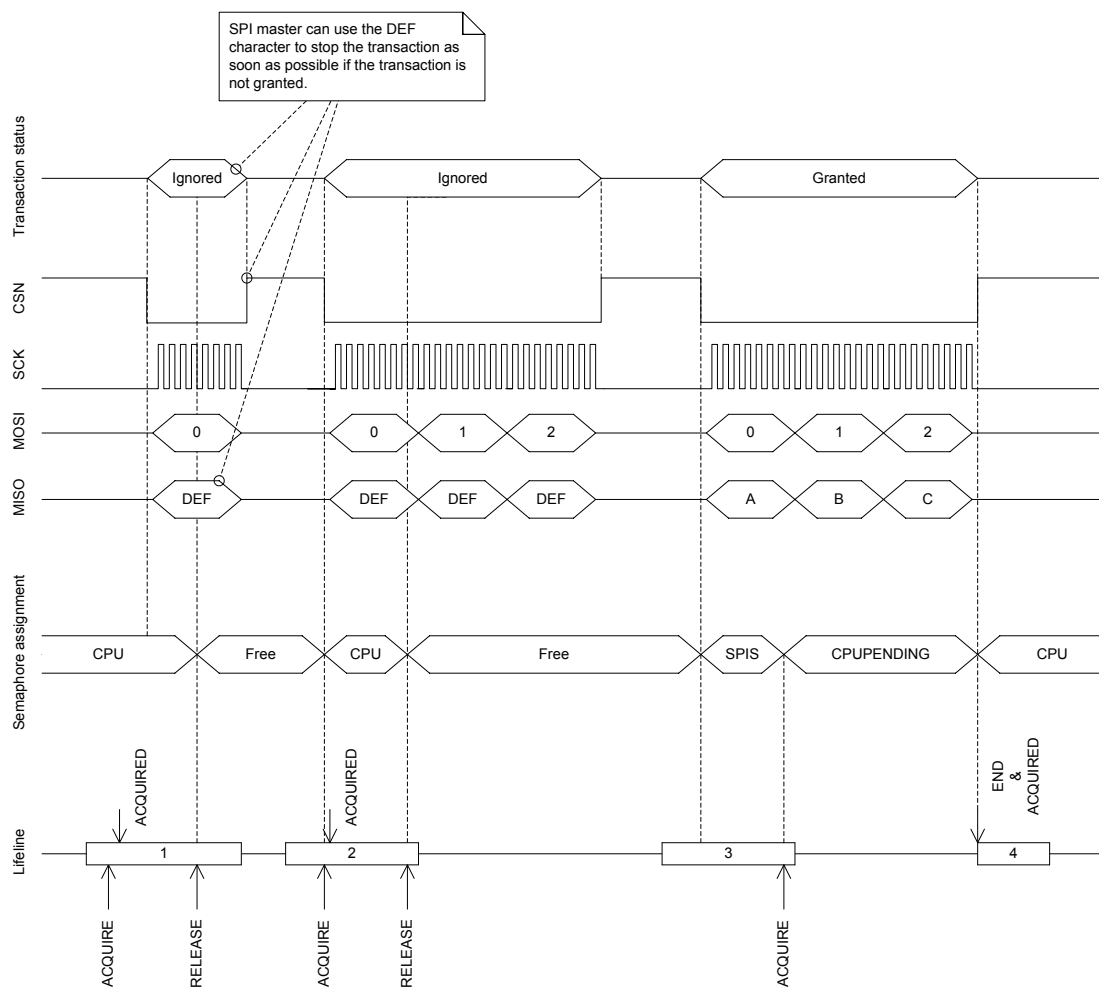 SPI master can use the DEF
character to stop the transaction as
soon as possible if the transaction is
not granted.
Transaction status
Ignored
Ignored
Granted
CSN
SCK
MOSI
0
0
1
2
0
1
2
MISO
DEF
DEF
DEF
DEF
A
B
C
Semaphore assignment
CPU
Free
CPU
Free
SPIS
CPUPENDING
CPU
ACQUIRED
ACQUIRED
END
&
ACQUIRED
Lifeline
1
2
3
4
ACQUIRE
RELEASE
ACQUIRE
RELEASE
ACQUIRE